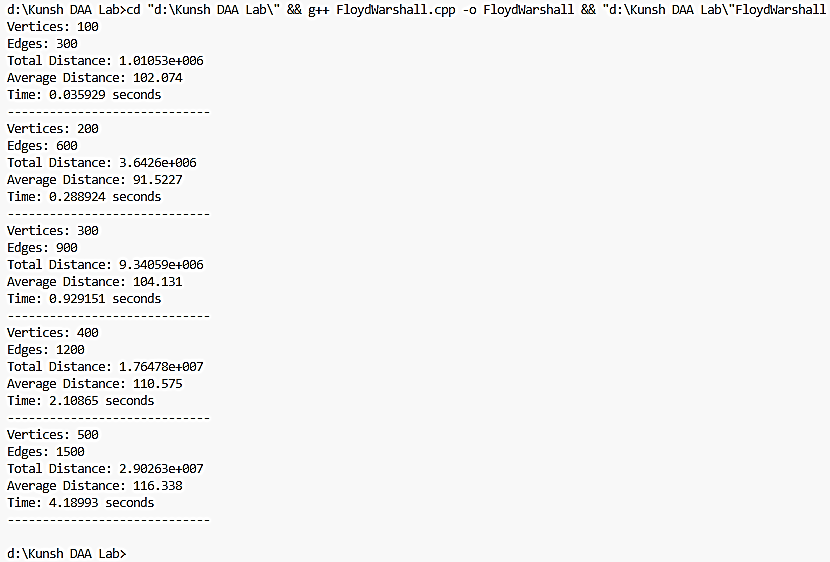 d:\Kunsh DAA Lab>cd "d:\Kunsh DAA Lab\" && g++ FloydWarshall.cpp -o FloydWarshall && "d:\Kunsh DAA Lab\"FloydWarshall
Vertices: 100
Edges: 300
Total Distance: 1.01053e+006
Average Distance: 102.074
Time: 0.035929 seconds
-----------------------------
Vertices: 200
Edges: 600
Total Distance: 3.6426e+006
Average Distance: 91.5227
Time: 0.288924 seconds
-----------------------------
Vertices: 300
Edges: 900
Total Distance: 9.34059e+006
Average Distance: 104.131
Time: 0.929151 seconds
-----------------------------
Vertices: 400
Edges: 1200
Total Distance: 1.76478e+007
Average Distance: 110.575
Time: 2.10865 seconds
-----------------------------
Vertices: 500
Edges: 1500
Total Distance: 2.90263e+007
Average Distance: 116.338
Time: 4.18993 seconds
-----------------------------
d:\Kunsh DAA Lab>